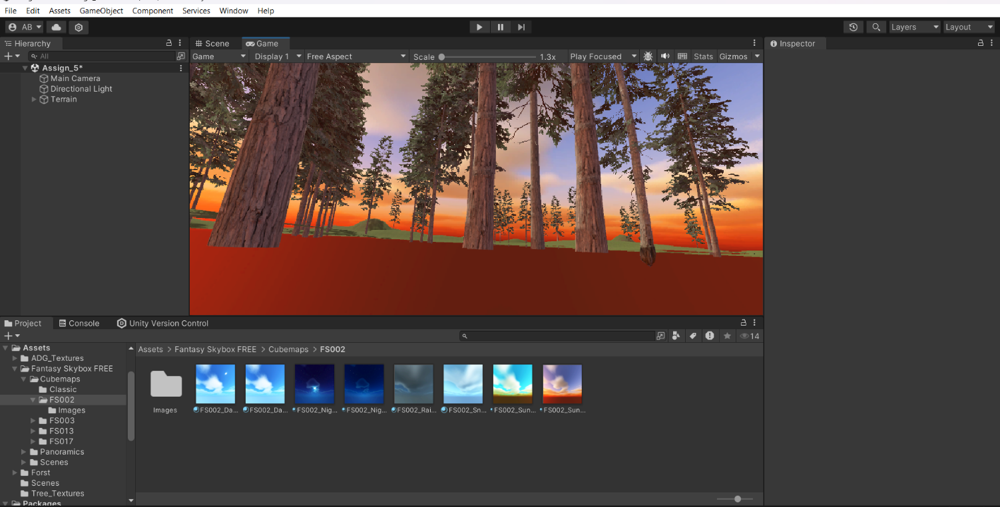 File Edit Assets GameObject Component Services Window Help
AB Layers Layout
Hierarchy Scene Game Inspector
All Game Display 1 Free Aspect Scale 1.3x Play Focused Stats Gizmos
Assign_5*
Main Camera
Directional Light
Terrain
Project Console Unity Version Control
14
Assets
Assets > Fantasy Skybox FREE > Cubemaps > FS002
ADG_Textures
Fantasy Skybox FREE
Cubemaps
Classic
FS002
Images
FS003
FS013
FS017
Panoramics
Scenes
Forst
Scenes
Tree_Textures
Packages
Images FS002_Da... FS002_Da... FS002_Nig... FS002_Nig... FS002_Rai... FS002_Sn... FS002_Sun... FS002_Sun...